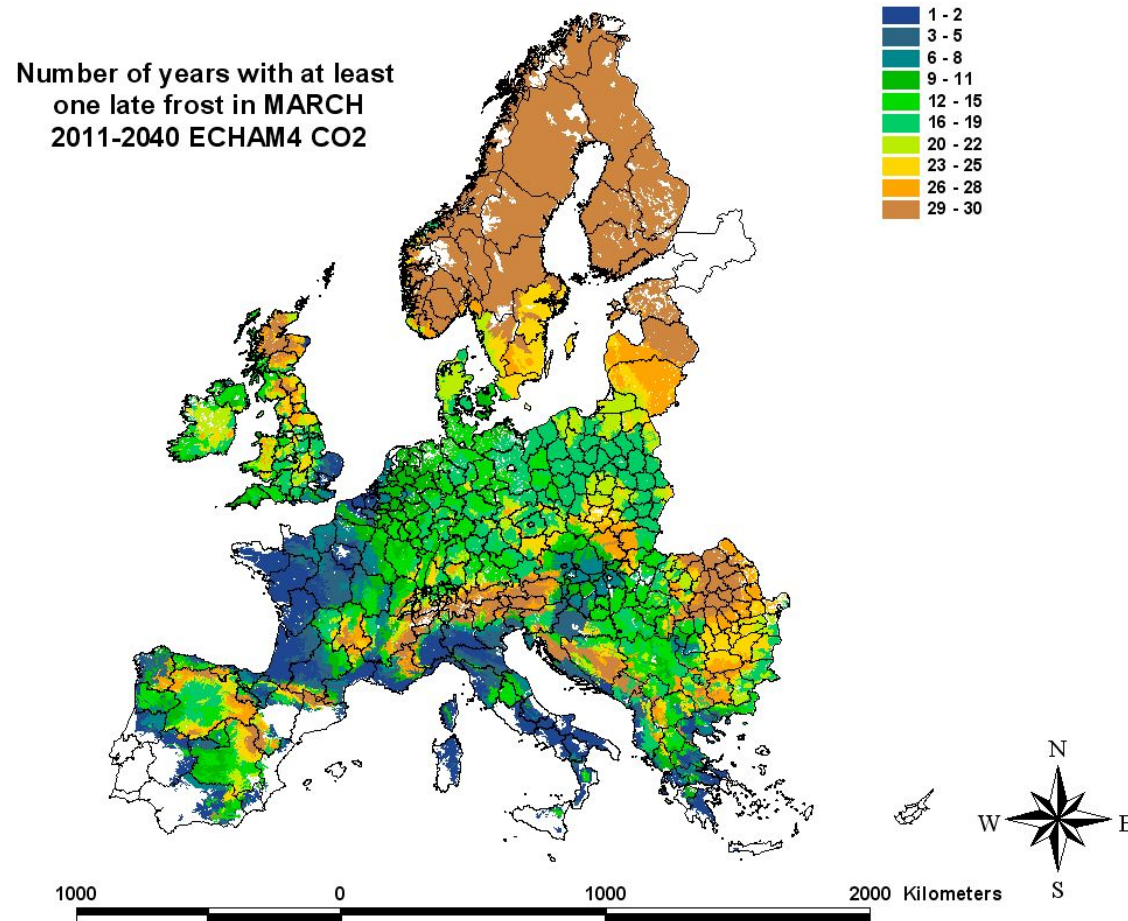 Number of years with at least
one late frost in MARCH
2011-2040 ECHAM4 CO2
1 - 2
3 - 5
6 - 8
9 - 11
12 - 15
16 - 19
20 - 22
23 - 25
26 - 28
29 - 30
N
W
E
S
1000 0 1000 2000 Kilometers